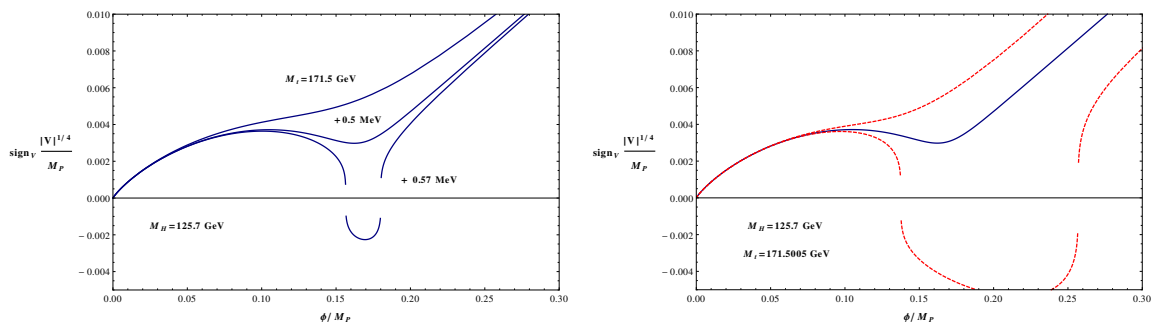 0.010
0.008
0.006
0.004
0.002
0.000
− 0.002
− 0.004
sign_V |V|^{1/4} / M_P
M_t = 171.5 GeV
+ 0.5 MeV
+ 0.57 MeV
M_H = 125.7 GeV
0.00 0.05 0.10 0.15 0.20 0.25 0.30
ϕ / M_P
0.010
0.008
0.006
0.004
0.002
0.000
− 0.002
− 0.004
sign_V |V|^{1/4} / M_P
M_H = 125.7 GeV
M_t = 171.5005 GeV
0.00 0.05 0.10 0.15 0.20 0.25 0.30
ϕ / M_P